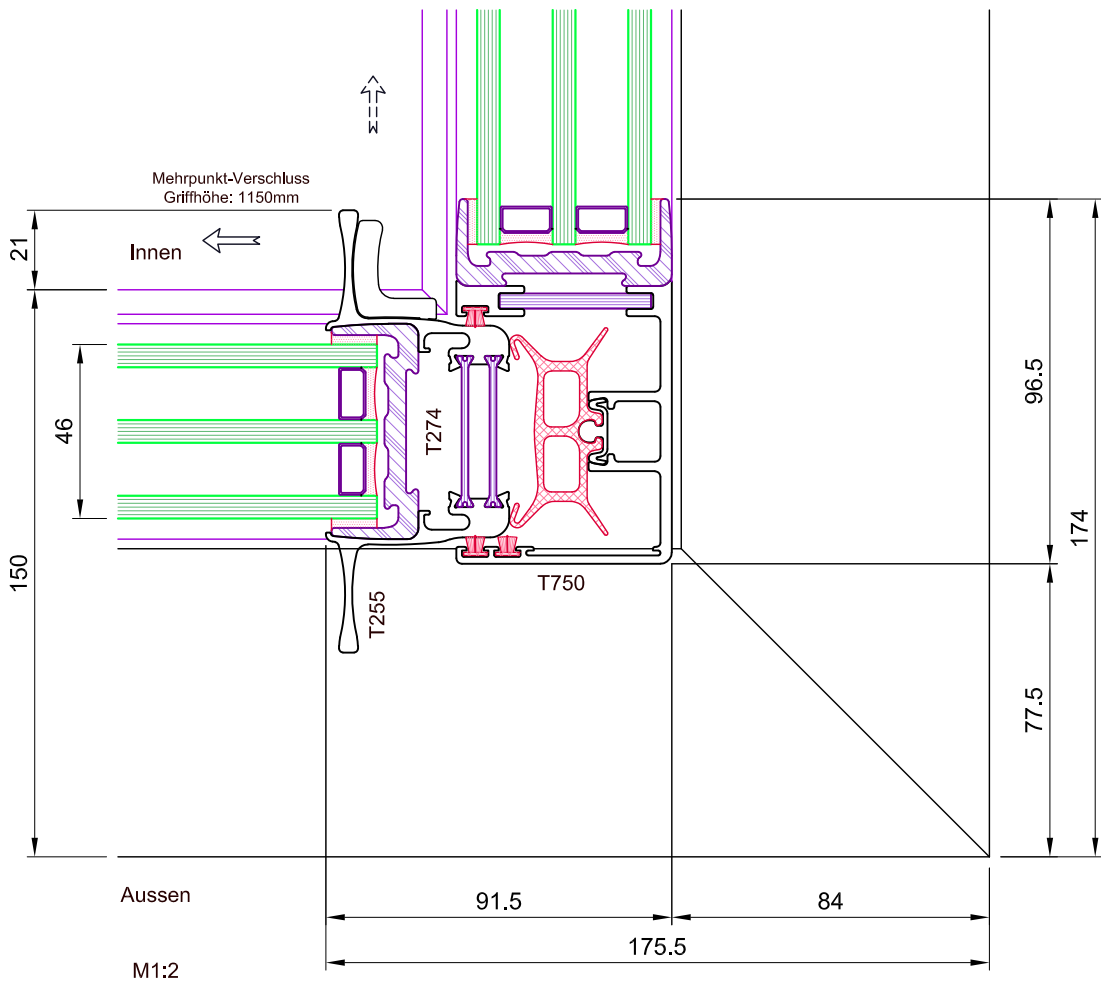 Mehrpunkt-Verschluss
Griffhöhe: 1150mm
21
Innen
46
T274
150
T255
T750
96.5
174
77.5
Aussen
91.5
84
175.5
M1:2